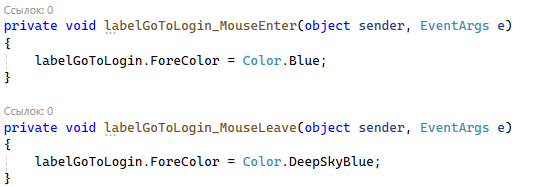 Ссылок: 0
private void labelGoToLogin_MouseEnter(object sender, EventArgs e)
{
    labelGoToLogin.ForeColor = Color.Blue;
}
Ссылок: 0
private void labelGoToLogin_MouseLeave(object sender, EventArgs e)
{
    labelGoToLogin.ForeColor = Color.DeepSkyBlue;
}